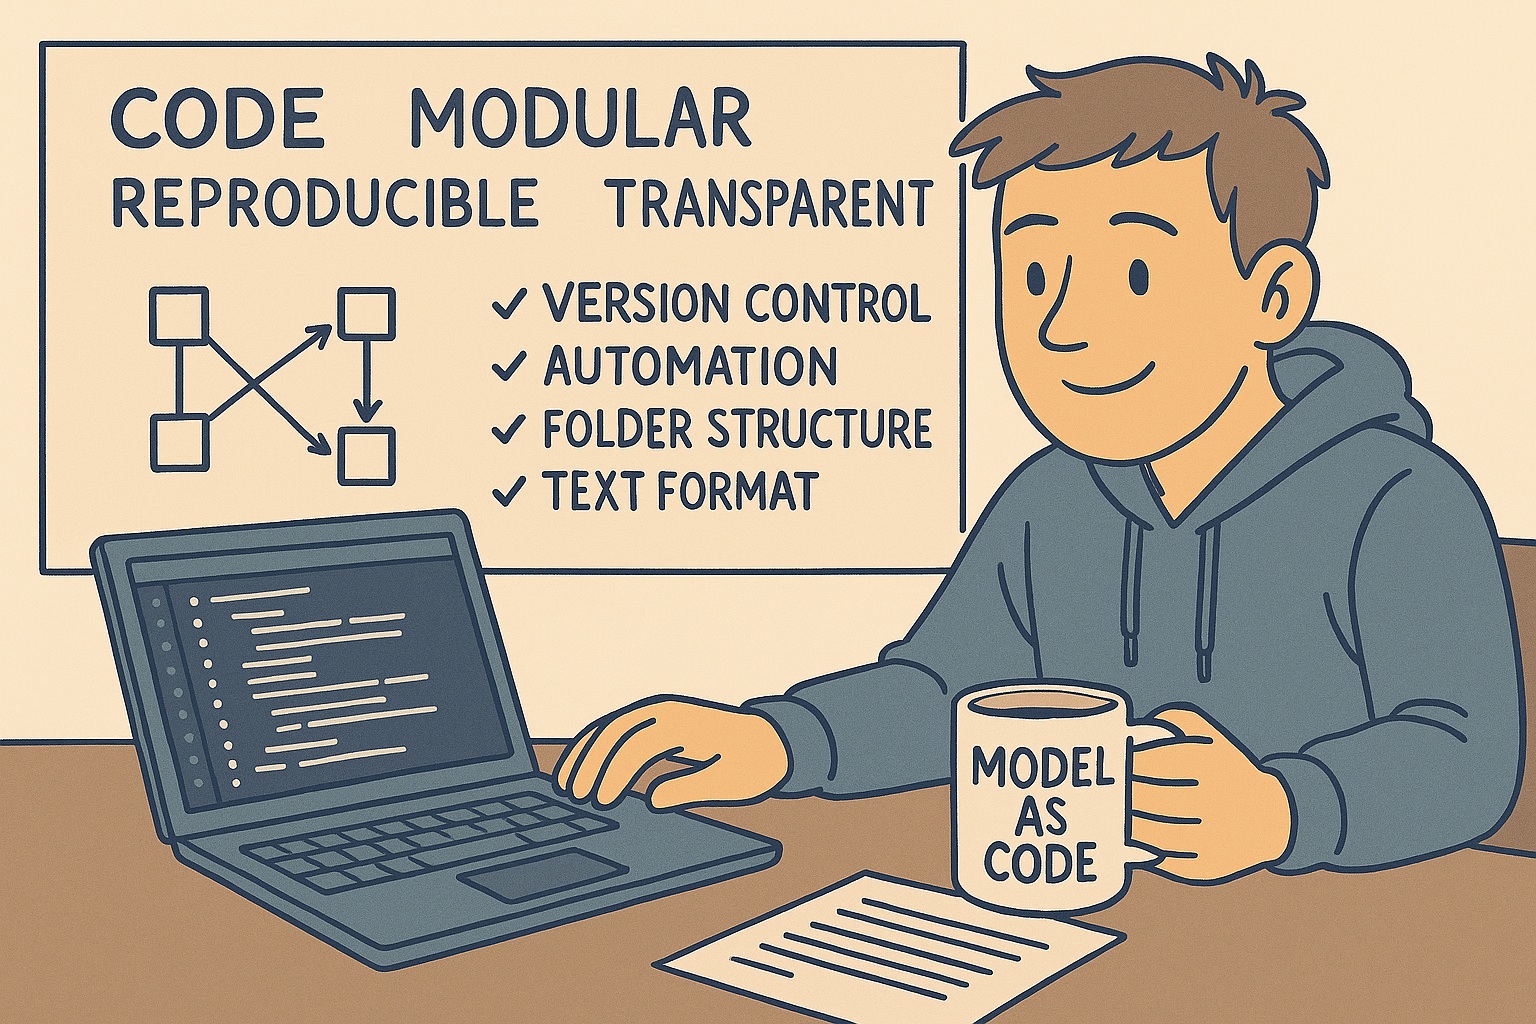 CODE MODULAR
REPRODUCIBLE TRANSPARENT
✓ VERSION CONTROL
✓ AUTOMATION
✓ FOLDER STRUCTURE
✓ TEXT FORMAT
MODEL
AS
CODE